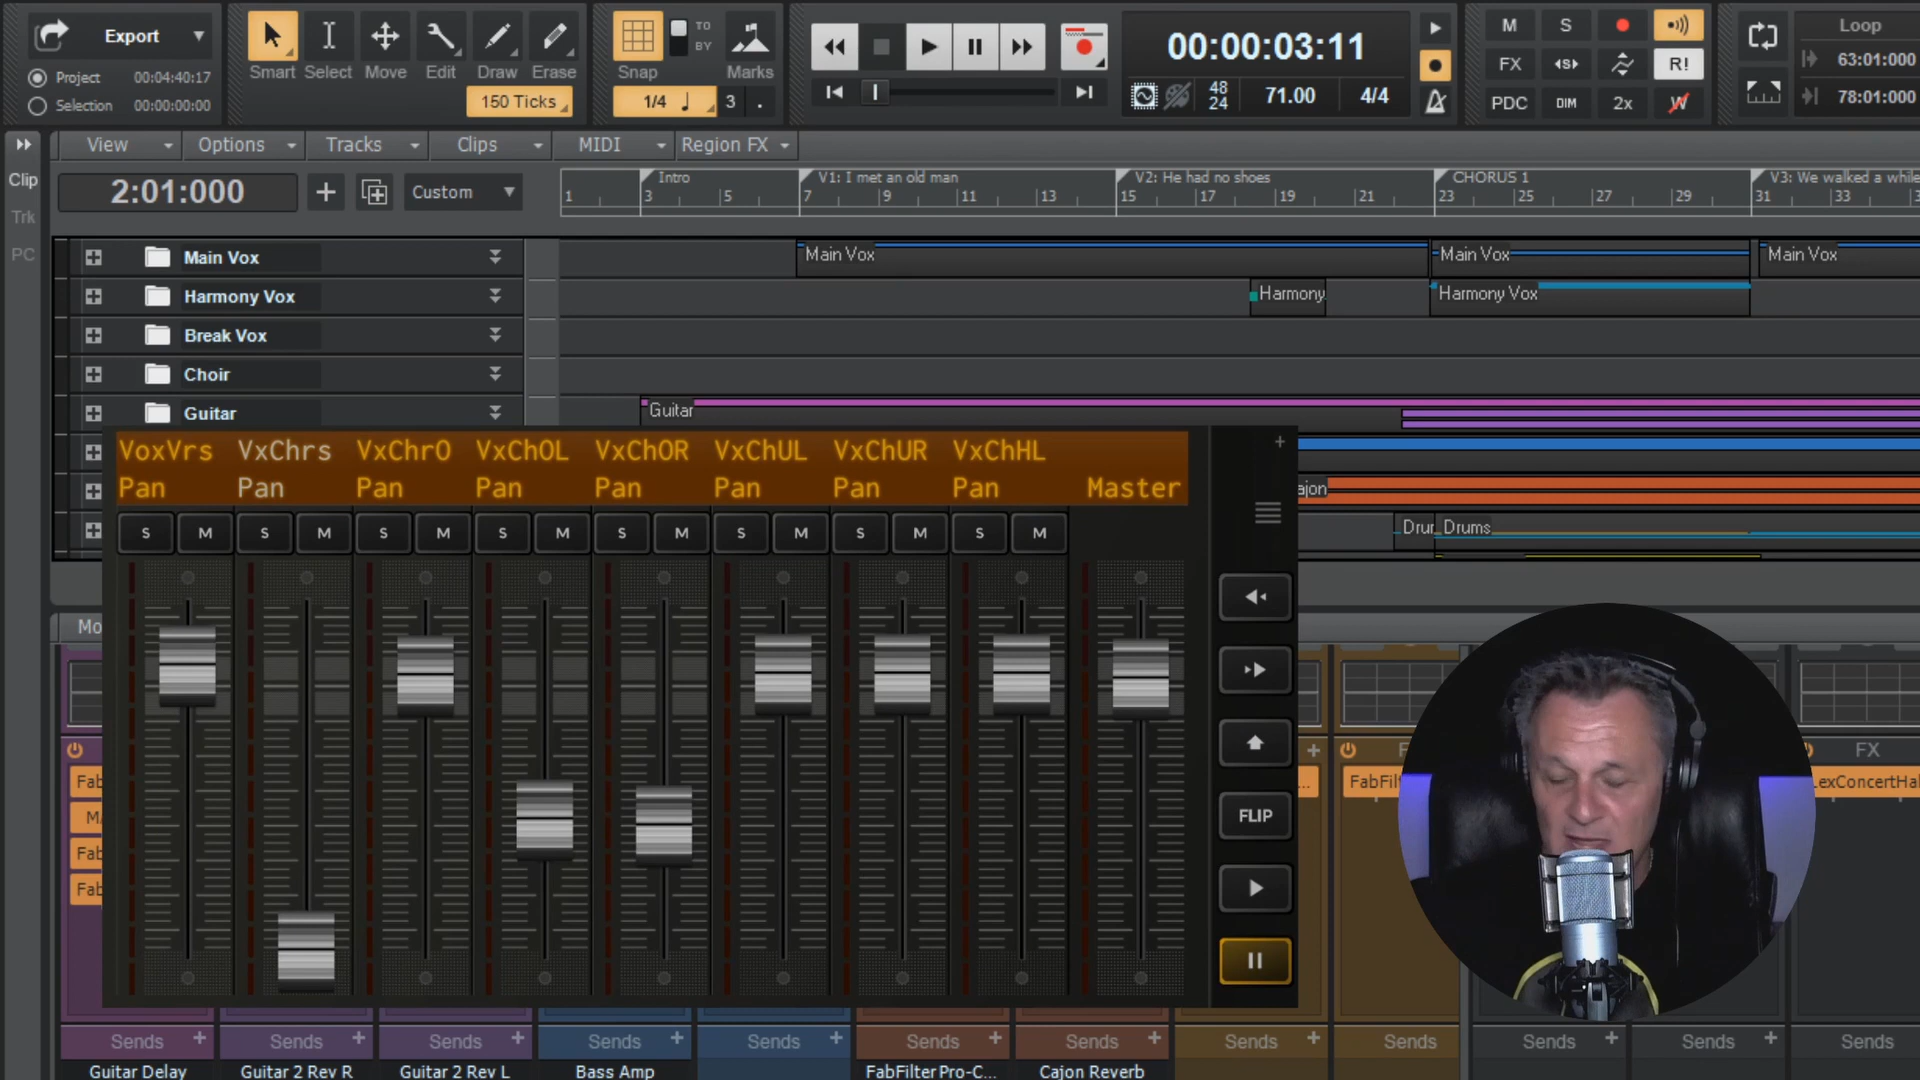 Export
Project 00:04:40:17
Selection 00:00:00:00
Smart Select Move Edit Draw Erase
150 Ticks
Snap TO BY Marks
1/4 3
00:00:03:11
48
24
71.00 4/4
M S
FX S R!
PDC DIM 2x W
Loop
63:01:000
78:01:000
View Options Tracks Clips MIDI Region FX
Clip
Trk
PC
2:01:000 Custom
Intro V1: I met an old man V2: He had no shoes CHORUS 1 V3: We walked a while
1 3 5 7 9 11 13 15 17 19 21 23 25 27 29 31 33
Main Vox Main Vox Main Vox Main Vox
Harmony Vox Harmony Harmony Vox
Break Vox
Choir
Guitar Guitar
ajon
Drur Drums
VoxVrs VxChrs VxChrO VxChOL VxChOR VxChUL VxChUR VxChHL
Pan Pan Pan Pan Pan Pan Pan Pan Master
S M S M S M S M S M S M S M S M
Mo
FLIP
FX
Fab FabFilt LexConcertHal
M
Fab
Fab
Sends Sends Sends Sends Sends Sends Sends Sends Sends Sends Sends Sends
Guitar Delay Guitar 2 Rev R Guitar 2 Rev L Bass Amp FabFilter Pro-C... Cajon Reverb